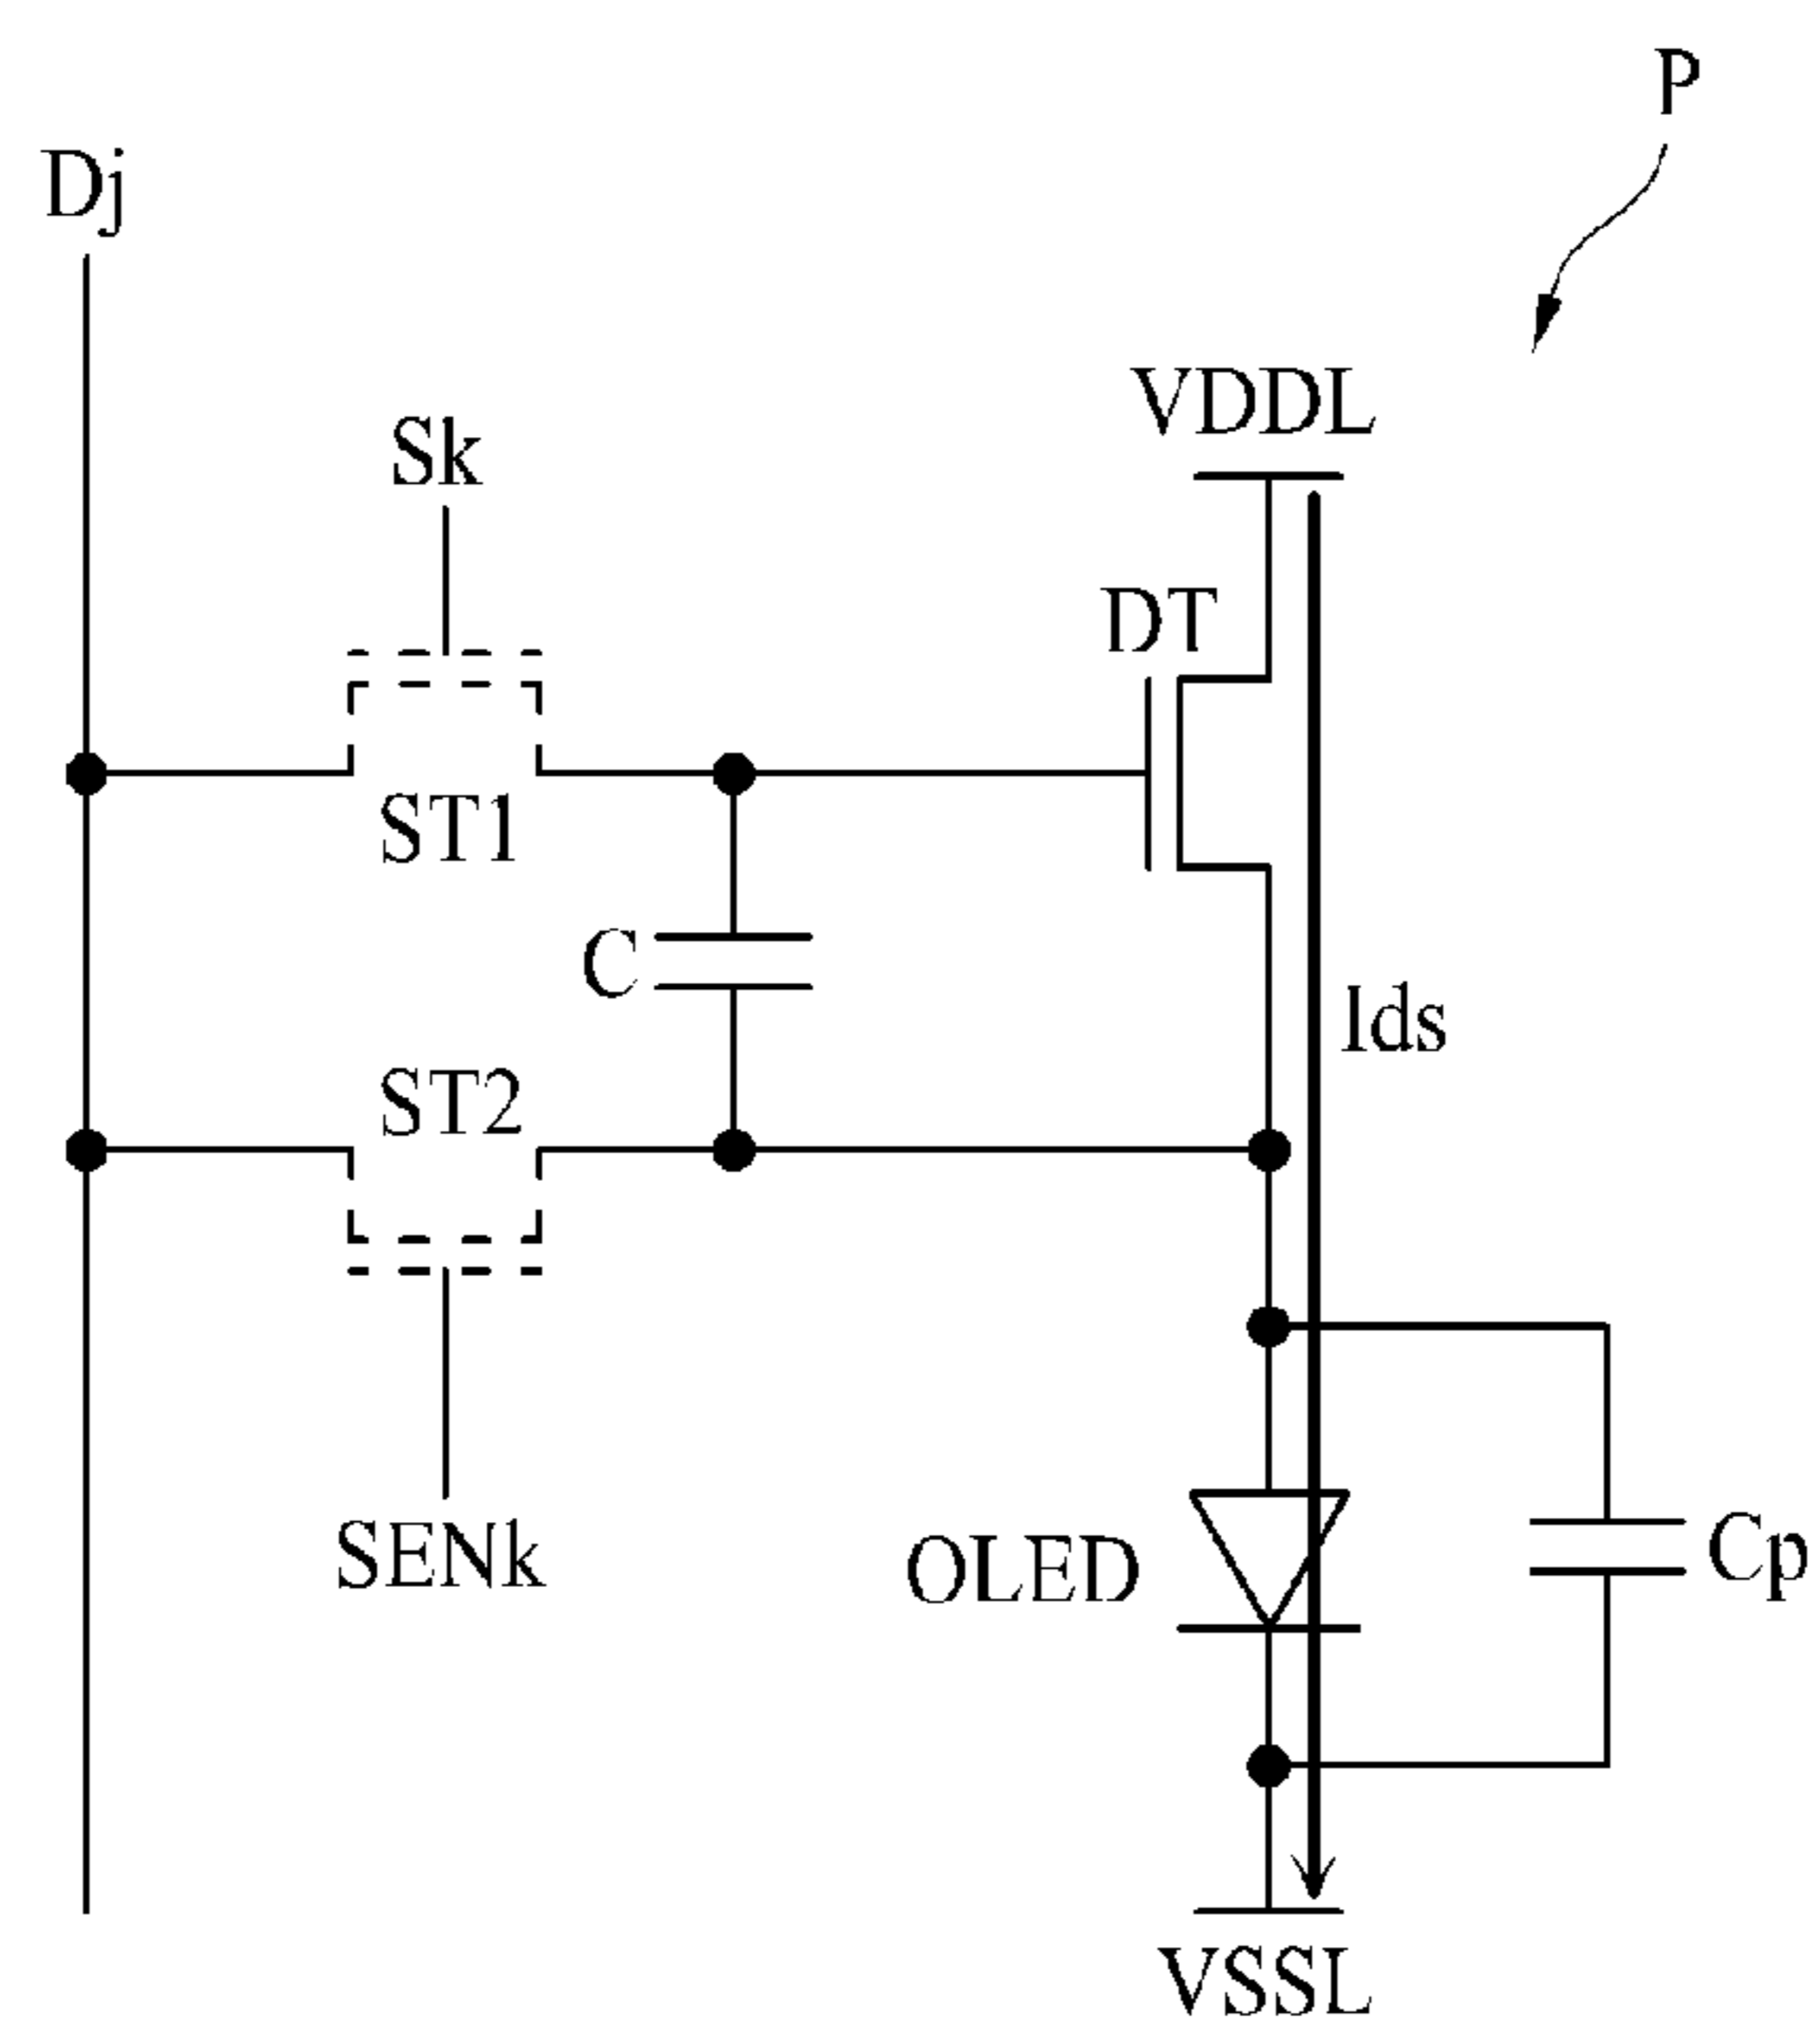 P
Dj
VDDL
Sk
DT
ST1
C
Ids
ST2
SENk
OLED
Cp
VSSL